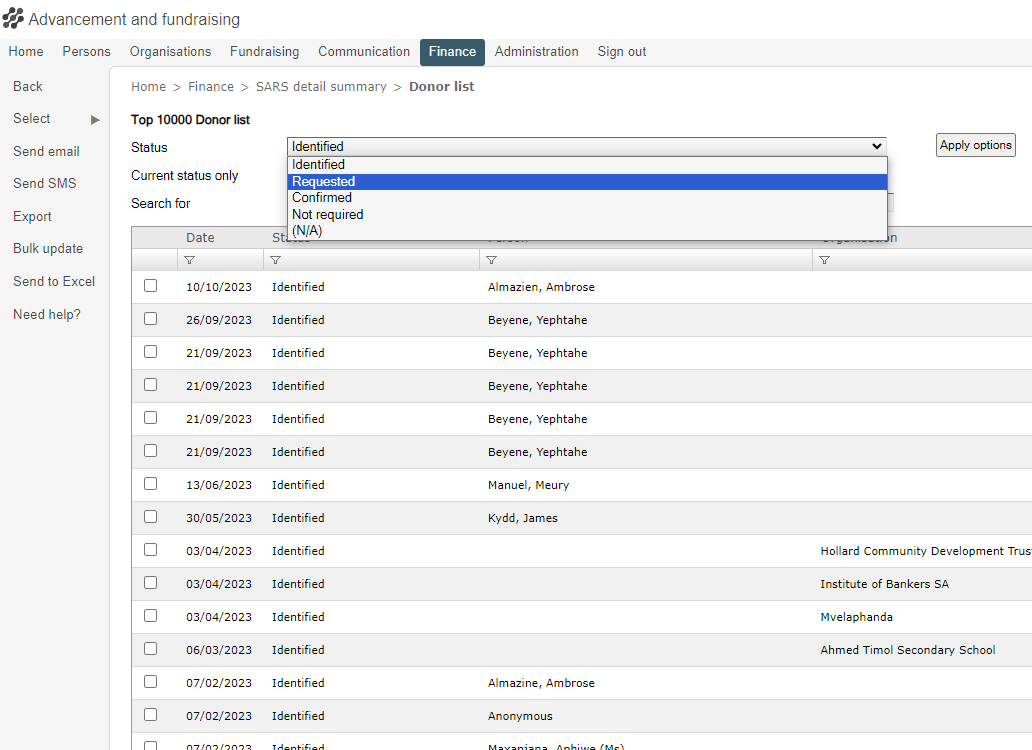 Advancement and fundraising
Home Persons Organisations Fundraising Communication Finance Administration Sign out
Back
Select
Send email
Send SMS
Export
Bulk update
Send to Excel
Need help?
Home > Finance > SARS detail summary > Donor list
Top 10000 Donor list
Status Identified Apply options
Identified
Current status only
Requested
Confirmed
Search for
Not required
(N/A)
Date Status Person Organisation
10/10/2023 Identified Almazien, Ambrose
26/09/2023 Identified Beyene, Yephtahe
21/09/2023 Identified Beyene, Yephtahe
21/09/2023 Identified Beyene, Yephtahe
21/09/2023 Identified Beyene, Yephtahe
21/09/2023 Identified Beyene, Yephtahe
13/06/2023 Identified Manuel, Meury
30/05/2023 Identified Kydd, James
03/04/2023 Identified Hollard Community Development Trus
03/04/2023 Identified Institute of Bankers SA
03/04/2023 Identified Mvelaphanda
06/03/2023 Identified Ahmed Timol Secondary School
07/02/2023 Identified Almazine, Ambrose
07/02/2023 Identified Anonymous
07/02/2023 Identified Maxanjana, Aphiwe (Ms)